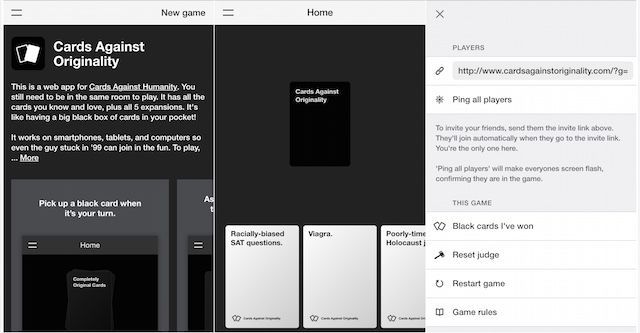 New game
Cards Against
Originality
This is a web app for Cards Against Humanity. You
still need to be in the same room to play. It has all the
cards you know and love, plus all 5 expansions. It's
like having a big black box of cards in your pocket!
It works on smartphones, tablets, and computers so
even the guy stuck in '99 can join in the fun. To play,
... More
Pick up a black card when
it's your turn.
As
t
Home
Completely
Original Cards
Home
Cards Against
Originality
Racially-biased
SAT questions.
Cards Against Originality
Viagra.
Cards Against Originality
Poorly-time
Holocaust j
Cards Against Originality
PLAYERS
http://www.cardsagainstoriginality.com/?g=
Ping all players
To invite your friends, send them the invite link above.
They'll join automatically when they go to the invite link.
You're the only one here.
'Ping all players' will make everyones screen flash,
confirming they are in the game.
THIS GAME
Black cards I've won
Reset judge
Restart game
Game rules